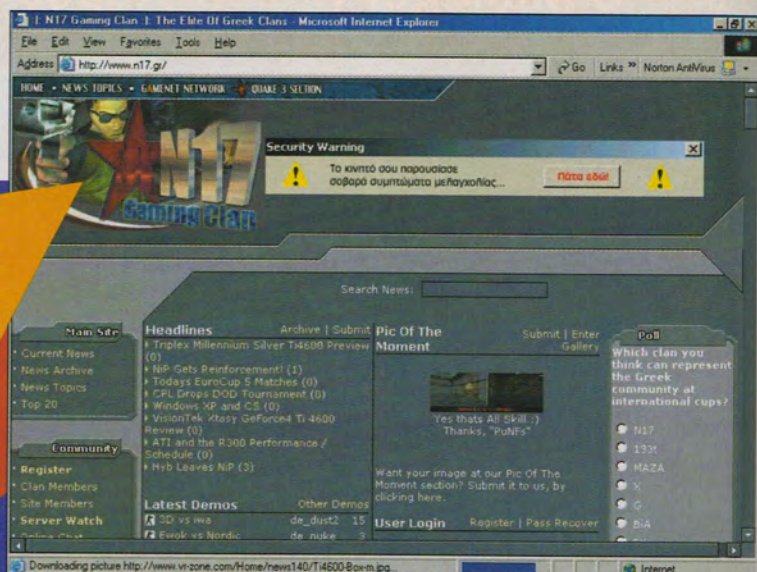 [: N17 Gaming Clan :]: The Elite Of Greek Clans - Microsoft Internet Explorer
File Edit View Favorites Tools Help
Address http://www.n17.gr/ Go Links » Norton AntiVirus
HOME • NEWS TOPICS • GAMENET NETWORK QUAKE 3 SECTION
N17
Gaming Clan
Security Warning
Το κινητό σου παρουσίασε
σοβαρά συμπτώματα μελαγχολίας...
Πάτα εδώ!
Search News:
Main Site
Current News
News Archive
News Topics
Top 20
Community
Register
Clan Members
Site Members
Server Watch
Online Chat
Headlines Archive | Submit
Triplex Millennium Silver Ti4600 Preview
(0)
NiP Gets Reinforcement! (1)
Todays EuroCup 5 Matches (0)
CPL Drops DOD Tournament (0)
Windows XP and CS (0)
VisionTek Xtasy GeForce4 Ti 4600
Review (0)
ATI and the R300 Performance /
Schedule (0)
Hyb Leaves NiP (3)
Latest Demos Other Demos
3D vs iwa de_dust2 15
Ewok vs Nordic de_nuke 3
Pic Of The
Moment
Submit | Enter
Gallery
Yes thats All Skill :)
Thanks, "PuNFs"
Want your image at our Pic Of The
Moment section? Submit it to us, by
clicking here.
User Login Register | Pass Recover
Poll
Which clan you
think can represent
the Greek
community at
international cups?
N17
193t
MAZA
X
G
BiA
Downloading picture http://www.vr-zone.com/Home/news140/Ti4600-Box-m.jpg... Internet